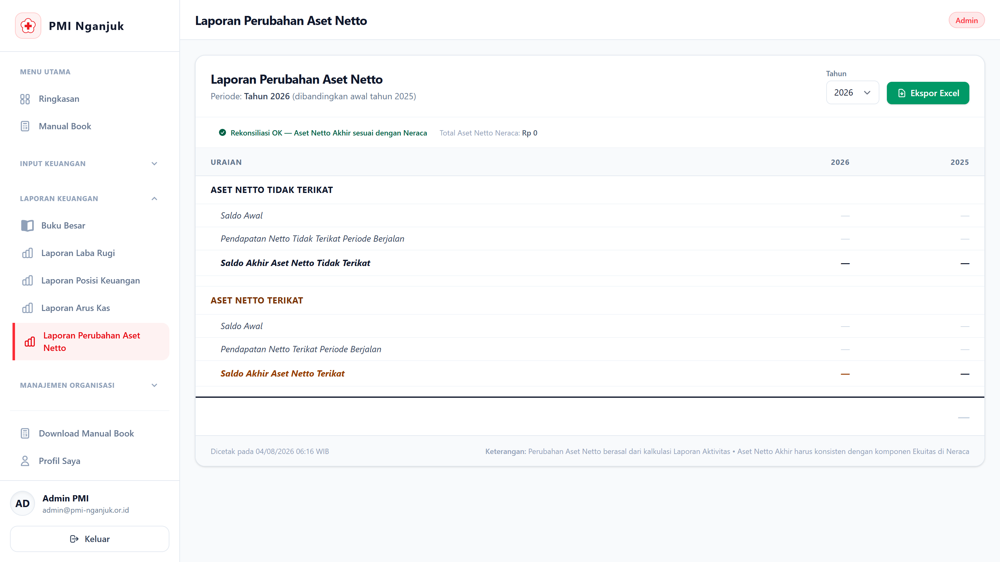 PMI Nganjuk
MENU UTAMA
Ringkasan
Manual Book
INPUT KEUANGAN
LAPORAN KEUANGAN
Buku Besar
Laporan Laba Rugi
Laporan Posisi Keuangan
Laporan Arus Kas
Laporan Perubahan Aset
Netto
MANAJEMEN ORGANISASI
Download Manual Book
Profil Saya
AD
Admin PMI
admin@pmi-nganjuk.or.id
Keluar
Laporan Perubahan Aset Netto
Admin
Laporan Perubahan Aset Netto
Periode: Tahun 2026 (dibandingkan awal tahun 2025)
Tahun
2026
Ekspor Excel
Rekonsiliasi OK — Aset Netto Akhir sesuai dengan Neraca Total Aset Netto Neraca: Rp 0
URAIAN 2026 2025
ASET NETTO TIDAK TERIKAT
Saldo Awal — —
Pendapatan Netto Tidak Terikat Periode Berjalan — —
Saldo Akhir Aset Netto Tidak Terikat — —
ASET NETTO TERIKAT
Saldo Awal — —
Pendapatan Netto Terikat Periode Berjalan — —
Saldo Akhir Aset Netto Terikat — —
—
Dicetak pada 04/08/2026 06:16 WIB Keterangan: Perubahan Aset Netto berasal dari kalkulasi Laporan Aktivitas • Aset Netto Akhir harus konsisten dengan komponen Ekuitas di Neraca